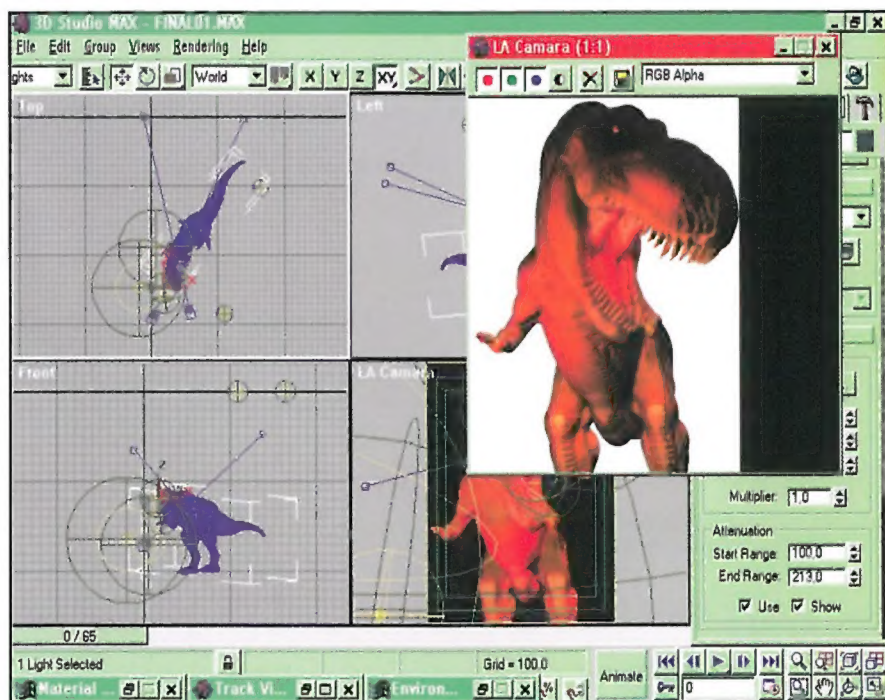 3D Studio MAX - FINAL01.MAX
File Edit Group Views Rendering Help
ghts World X Y Z XY
LA Camara (1:1)
RGB Alpha
Top
Left
Front
LA Camara
z
Multiplier: 1,0
Attenuation
Start Range: 100,0
End Range: 213,0
Use Show
0 / 65
1 Light Selected
Grid = 100.0
Animate
0
Material ... Track Vi... Environ...
%